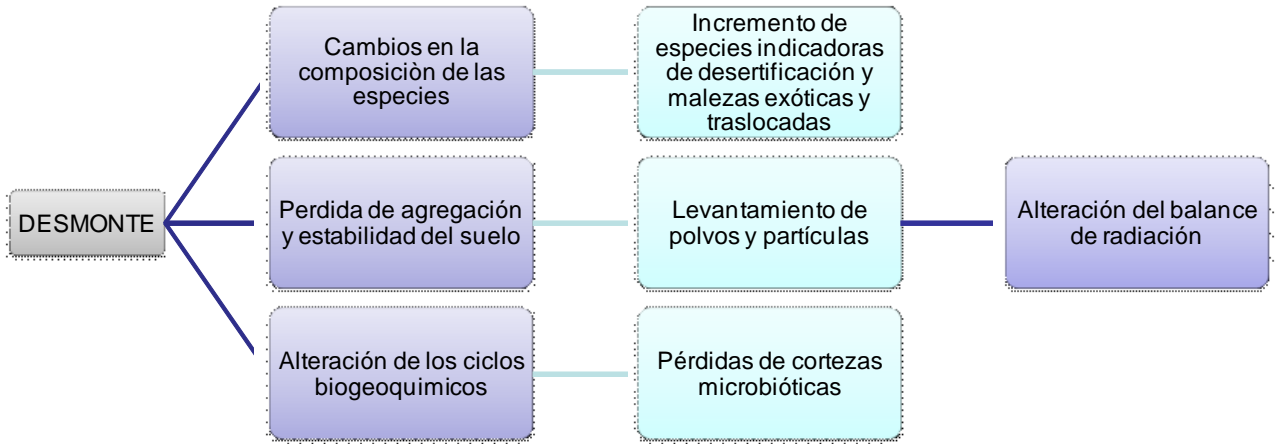 DESMONTE
Cambios en la
composiciòn de las
especies
Incremento de
especies indicadoras
de desertificación y
malezas exóticas y
traslocadas
Perdida de agregación
y estabilidad del suelo
Levantamiento de
polvos y partículas
Alteración del balance
de radiación
Alteración de los ciclos
biogeoquimicos
Pérdidas de cortezas
microbióticas